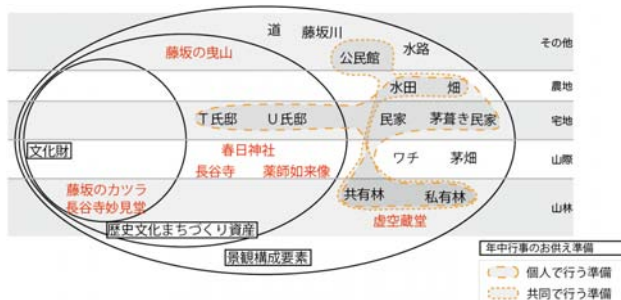 道 藤坂川 その他
藤坂の曳山 公民館 水路
水田 畑 農地
T氏邸 U氏邸 民家 茅葺き民家 宅地
文化財 春日神社 ワチ 茅畑 山際
長谷寺 薬師如来像
藤坂のカツラ 共有林 私有林 山林
長谷寺妙見堂 虚空蔵堂
歴史文化まちづくり資産
景観構成要素
年中行事のお供え準備
個人で行う準備
共同で行う準備